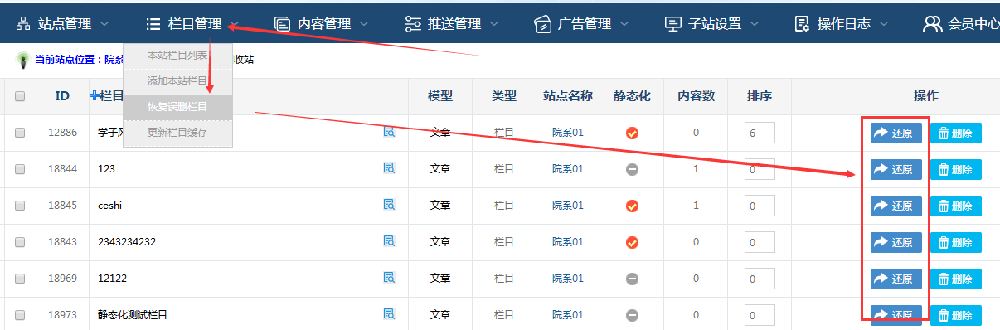 站点管理 栏目管理 内容管理 推送管理 广告管理 子站设置 操作日志 会员中心
当前站点位置：院系 收站
本站栏目列表
添加本站栏目
恢复误删栏目
更新栏目缓存
ID 栏目 模型 类型 站点名称 静态化 内容数 排序 操作
12886 学子风 文章 栏目 院系01 0 6 还原 删除
18844 123 文章 栏目 院系01 1 0 还原 删除
18845 ceshi 文章 栏目 院系01 1 0 还原 删除
18843 2343234232 文章 栏目 院系01 0 0 还原 删除
18969 12122 文章 栏目 院系01 0 0 还原 删除
18973 静态化测试栏目 文章 栏目 院系01 0 0 还原 删除